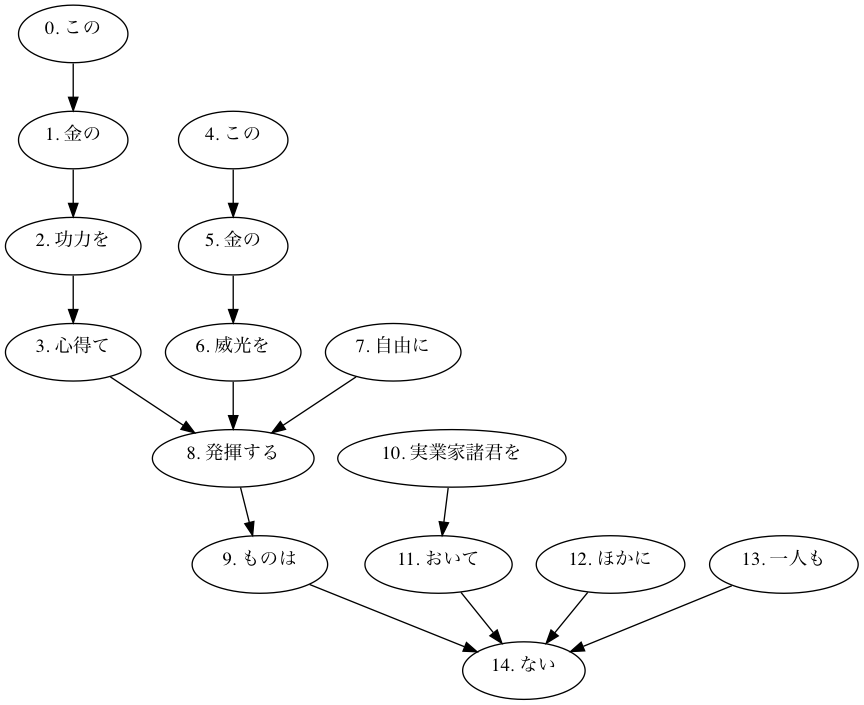 0. この
1. 金の
4. この
2. 功力を
5. 金の
3. 心得て
6. 威光を
7. 自由に
8. 発揮する
10. 実業家諸君を
9. ものは
11. おいて
12. ほかに
13. 一人も
14. ない